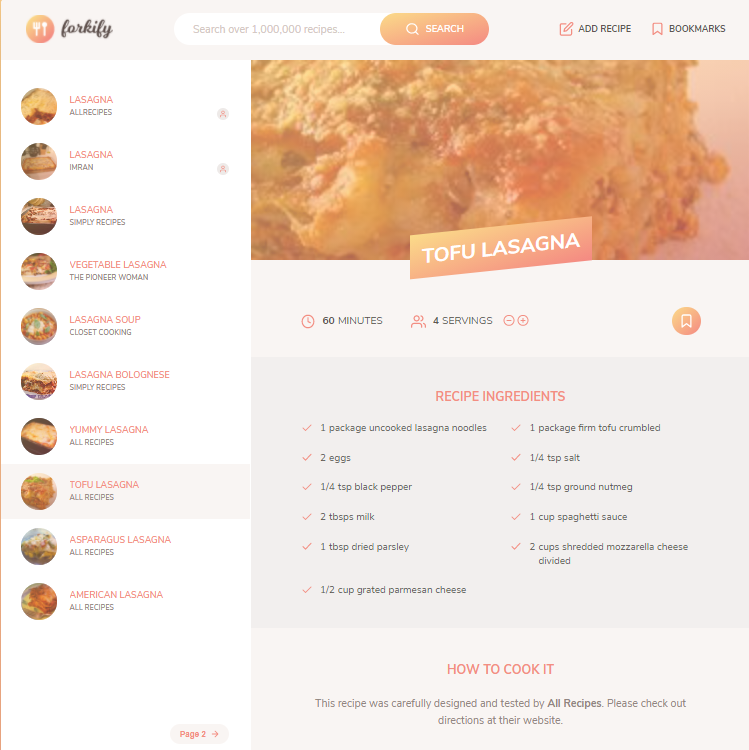 forkify
Search over 1,000,000 recipes...
SEARCH
ADD RECIPE
BOOKMARKS
LASAGNA
ALLRECIPES
LASAGNA
IMRAN
LASAGNA
SIMPLY RECIPES
VEGETABLE LASAGNA
THE PIONEER WOMAN
LASAGNA SOUP
CLOSET COOKING
LASAGNA BOLOGNESE
SIMPLY RECIPES
YUMMY LASAGNA
ALL RECIPES
TOFU LASAGNA
ALL RECIPES
ASPARAGUS LASAGNA
ALL RECIPES
AMERICAN LASAGNA
ALL RECIPES
Page 2
TOFU LASAGNA
60 MINUTES
4 SERVINGS
RECIPE INGREDIENTS
1 package uncooked lasagna noodles
1 package firm tofu crumbled
2 eggs
1/4 tsp salt
1/4 tsp black pepper
1/4 tsp ground nutmeg
2 tbsps milk
1 cup spaghetti sauce
1 tbsp dried parsley
2 cups shredded mozzarella cheese
divided
1/2 cup grated parmesan cheese
HOW TO COOK IT
This recipe was carefully designed and tested by All Recipes. Please check out
directions at their website.